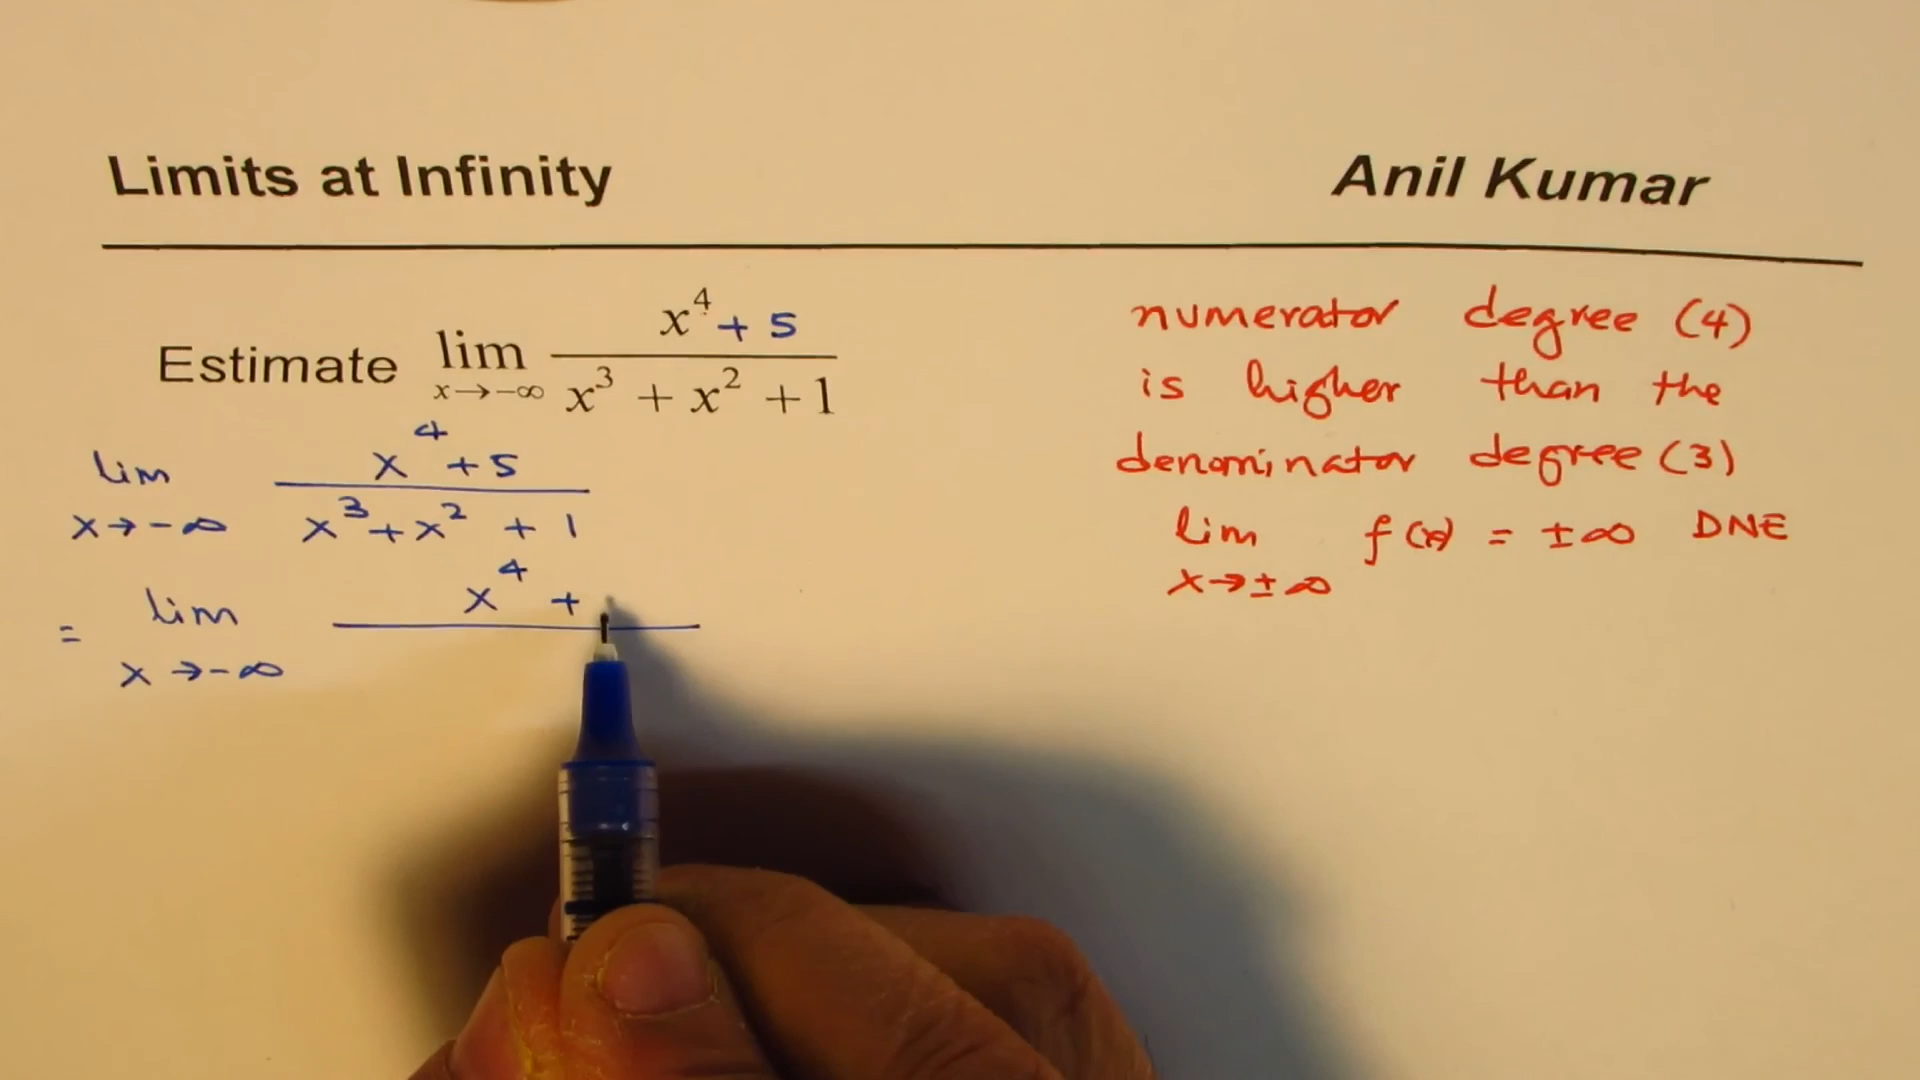 Limits at Infinity Anil Kumar
Estimate lim x→-∞ x⁴ + 5 / x³ + x² + 1
lim x→-∞ x⁴ + 5 / x³ + x² + 1
= lim x→-∞ x⁴ +
numerator degree (4)
is higher than the
denominator degree (3)
lim x→±∞ f(x) = ±∞ DNE